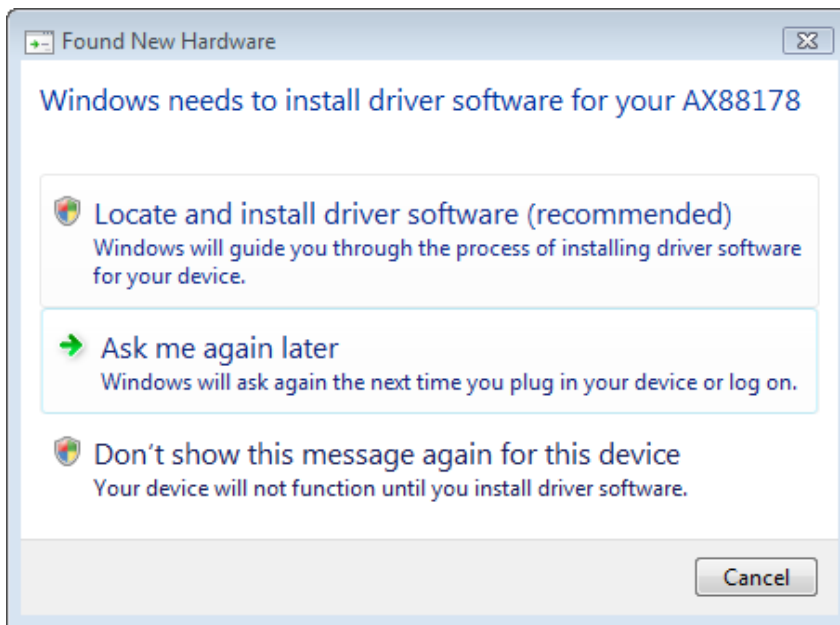 Found New Hardware
Windows needs to install driver software for your AX88178
Locate and install driver software (recommended)
Windows will guide you through the process of installing driver software
for your device.
Ask me again later
Windows will ask again the next time you plug in your device or log on.
Don't show this message again for this device
Your device will not function until you install driver software.
Cancel